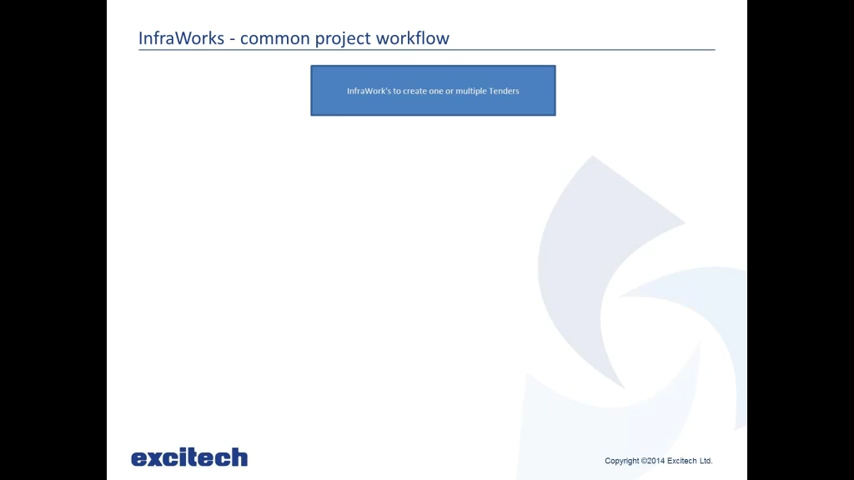 InfraWorks - common project workflow
InfraWork's to create one or multiple Tenders
excitech
Copyright ©2014 Excitech Ltd.